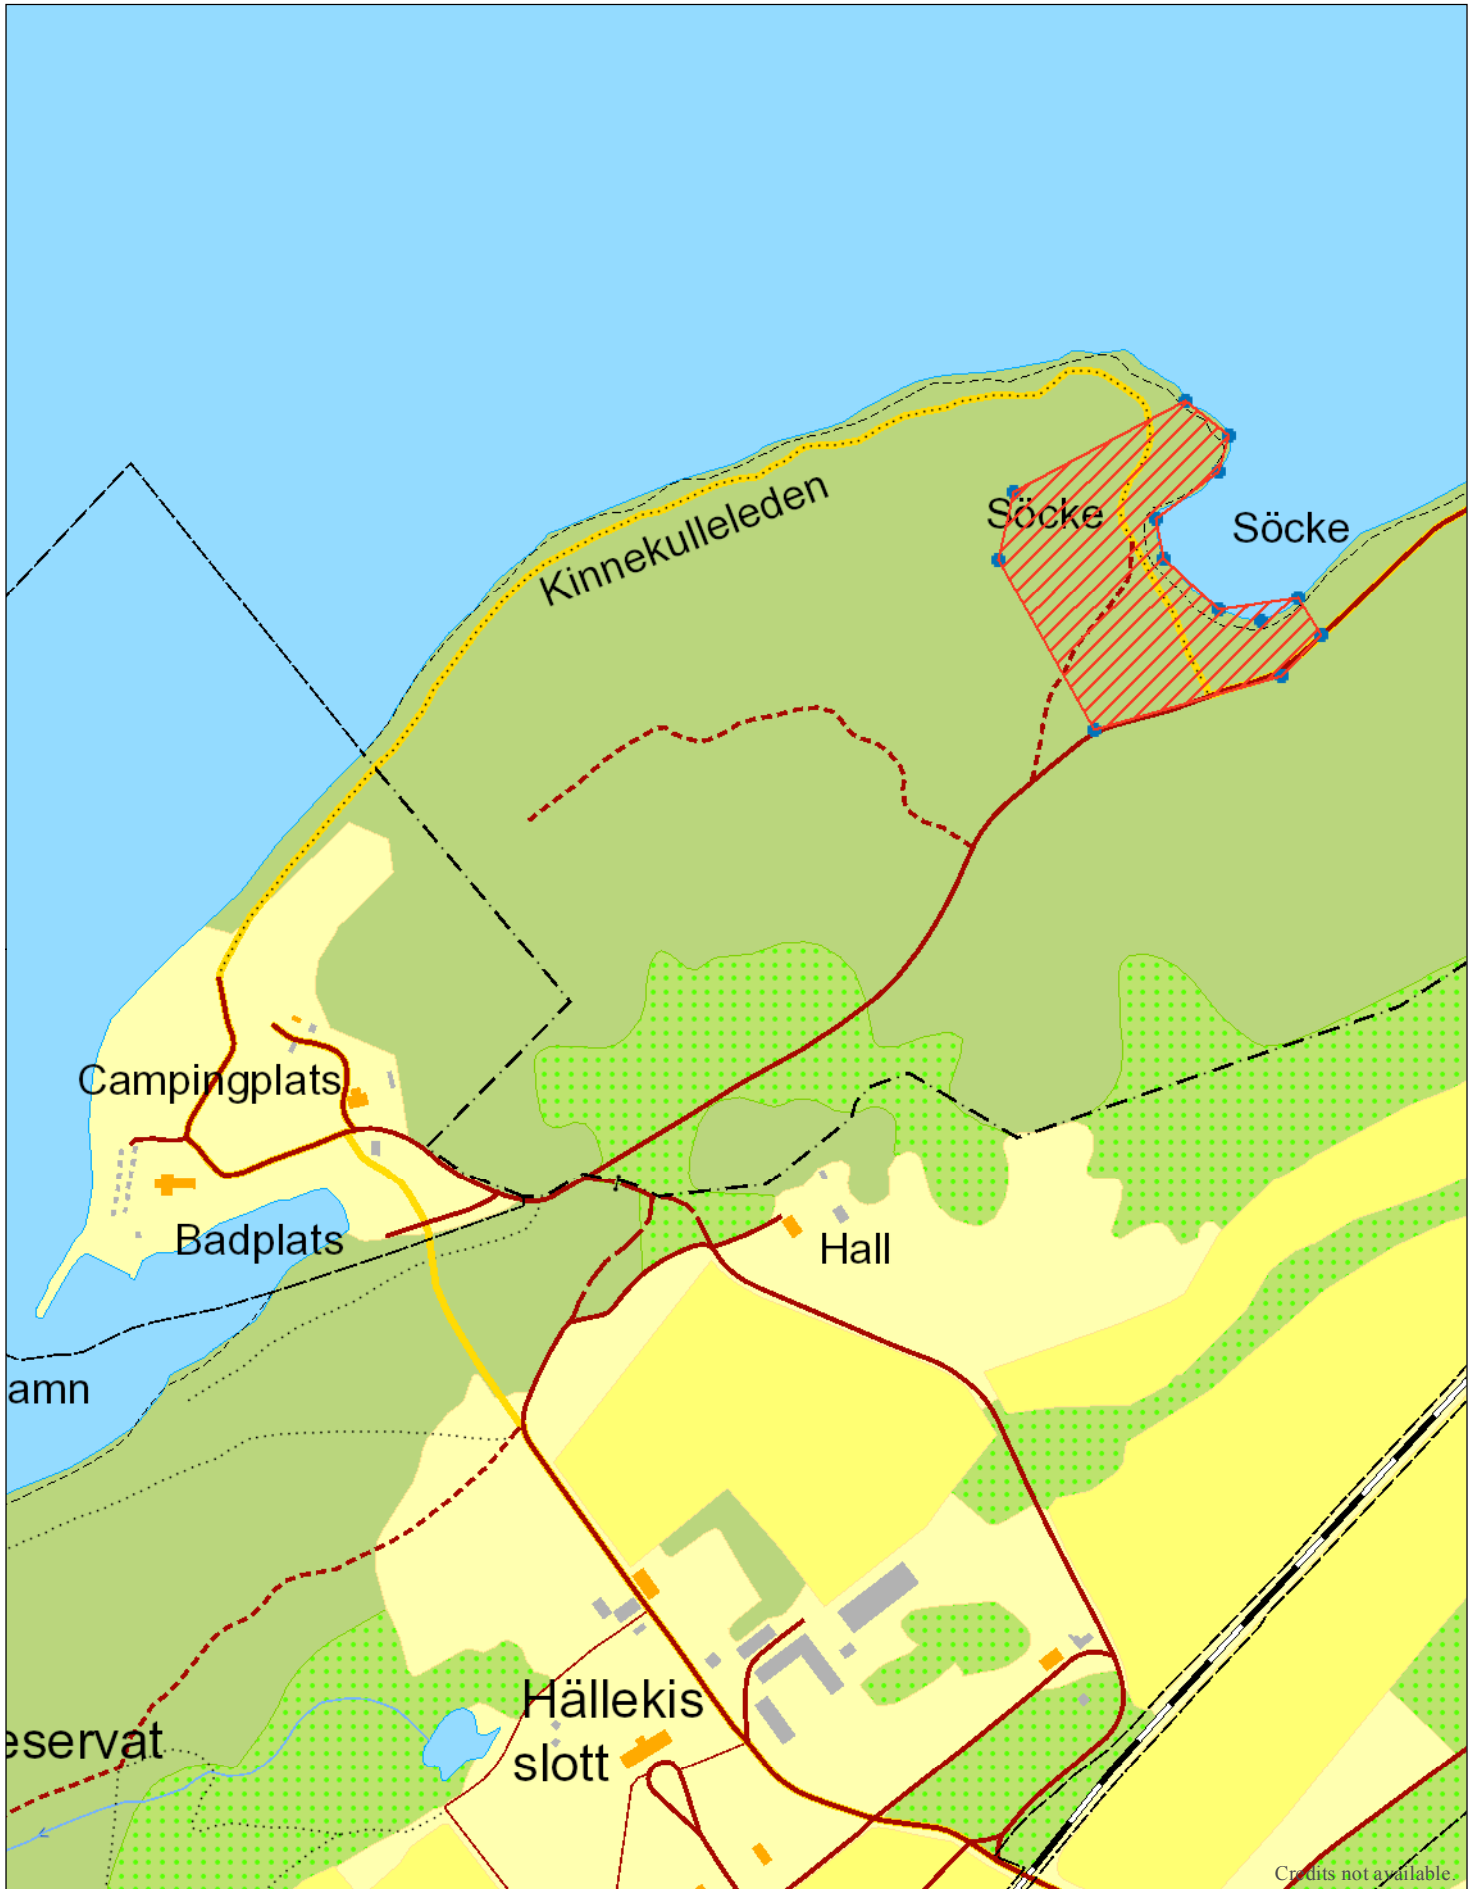 Kinnekulleleden
Söcke
Söcke
Campingplats
Badplats
Hall
amn
Hällekis
slott
eservat
Credits not available.